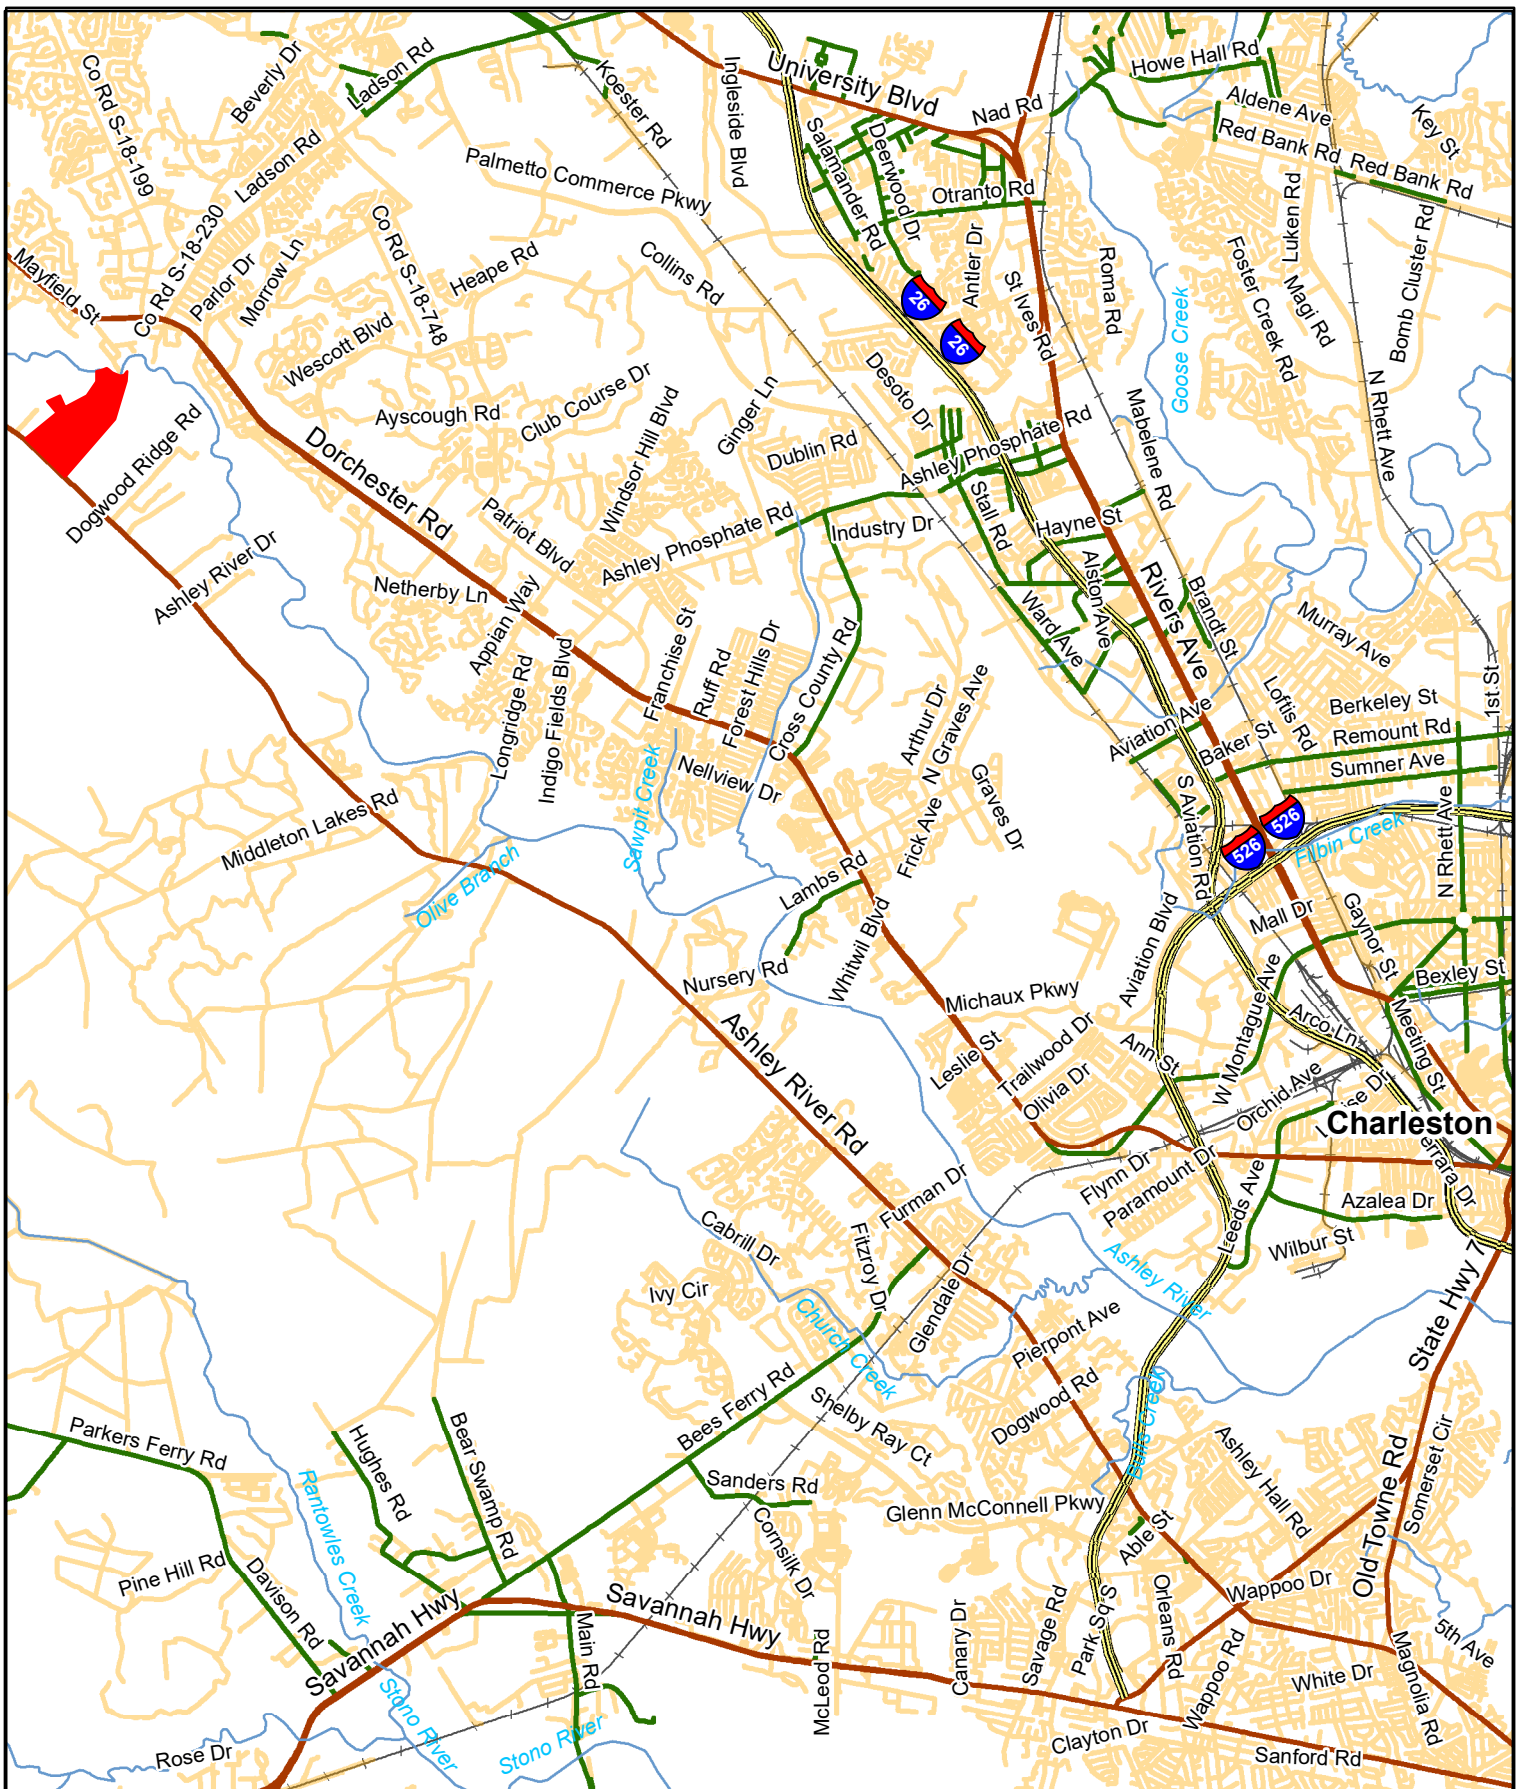 Howe Hall Rd
Co Rd S-18-199
Beverly Dr
Ladson Rd
Koester Rd
Ingleside Blvd
University Blvd
Nad Rd
Aldene Ave
Key St
Red Bank Rd
Red Bank Rd
Ladson Rd
Palmetto Commerce Pkwy
Salamander Rd
Deerwood Dr
Otranto Rd
Luken Rd
Bomb Cluster Rd
Co Rd S-18-230
Parlor Dr
Morrow Ln
Co Rd S-18-748
Heape Rd
Collins Rd
Antler Dr
St Ives Rd
Roma Rd
Goose Creek
Foster Creek Rd
Magi Rd
Mayfield St
26
26
Wescott Blvd
Ayscough Rd
Club Course Dr
Windsor Hill Blvd
Ginger Ln
Dublin Rd
Desoto Dr
Ashley Phosphate Rd
Mabelene Rd
N Rhett Ave
Dogwood Ridge Rd
Dorchester Rd
Patriot Blvd
Ashley Phosphate Rd
Industry Dr
Stall Rd
Hayne St
Ashley River Dr
Netherby Ln
Appian Way
Ward Ave
Alston Ave
Rivers Ave
Brandt St
Murray Ave
Longridge Rd
Indigo Fields Blvd
Franchise St
Ruff Rd
Forest Hills Dr
Cross County Rd
Arthur Dr
N Graves Ave
Aviation Ave
Baker St
Loftis Rd
Berkeley St
Remount Rd
Sumner Ave
1st St
Sawpit Creek
Nellview Dr
Graves Dr
Frick Ave
S Aviation Rd
526
526
Filbin Creek
N Rhett Ave
Middleton Lakes Rd
Olive Branch
Lambs Rd
Whitwil Blvd
Nursery Rd
Aviation Blvd
Mall Dr
Gaynor St
Bexley St
Michaux Pkwy
W Montague Ave
Arco Ln
Meeting St
Ashley River Rd
Leslie St
Trailwood Dr
Olivia Dr
Ann St
Orchid Ave
Charleston
Furman Dr
Flynn Dr
Paramount Dr
Leeds Ave
Azalea Dr
Wilbur St
Cabrill Dr
Fitzroy Dr
Glendale Dr
Ashley River
Ivy Cir
Church Creek
Pierpont Ave
State Hwy 7
Bees Ferry Rd
Shelby Ray Ct
Dogwood Rd
Bulls Creek
Parkers Ferry Rd
Hughes Rd
Bear Swamp Rd
Sanders Rd
Glenn McConnell Pkwy
Ashley Hall Rd
Old Towne Rd
Somerset Cir
Rantowles Creek
Cornsilk Dr
Able St
Pine Hill Rd
Davison Rd
Savannah Hwy
Savannah Hwy
Main Rd
McLeod Rd
Canary Dr
Savage Rd
Park Sq S
Orleans Rd
Wappoo Dr
Wappoo Rd
White Dr
Magnolia Rd
5th Ave
Stono River
Stono River
Rose Dr
Clayton Dr
Sanford Rd